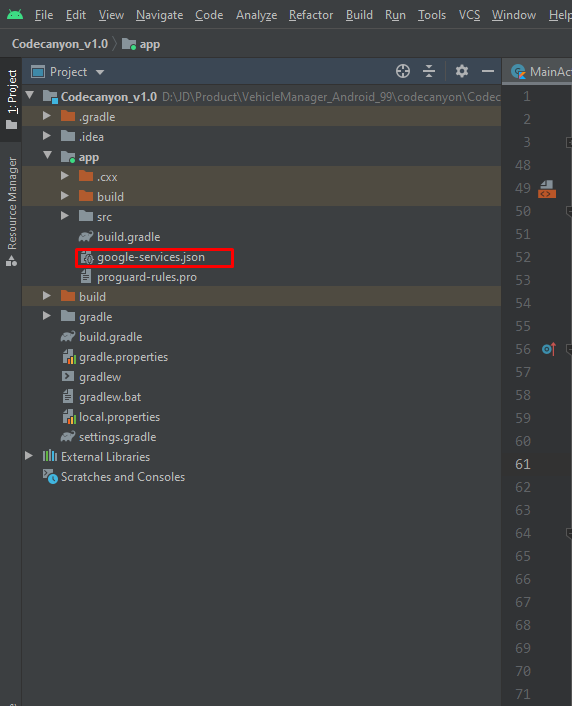 File Edit View Navigate Code Analyze Refactor Build Run Tools VCS Window Help
Codecanyon_v1.0 app
1: Project
Resource Manager
Project
MainAct
Codecanyon_v1.0 D:\JD\Product\VehicleManager_Android_99\codecanyon\Codec
.gradle
.idea
app
.cxx
build
src
build.gradle
google-services.json
proguard-rules.pro
build
gradle
build.gradle
gradle.properties
gradlew
gradlew.bat
local.properties
settings.gradle
External Libraries
Scratches and Consoles
1
2
3
48
49
50
51
52
53
54
55
56
57
58
59
60
61
62
63
64
65
66
67
68
69
70
71